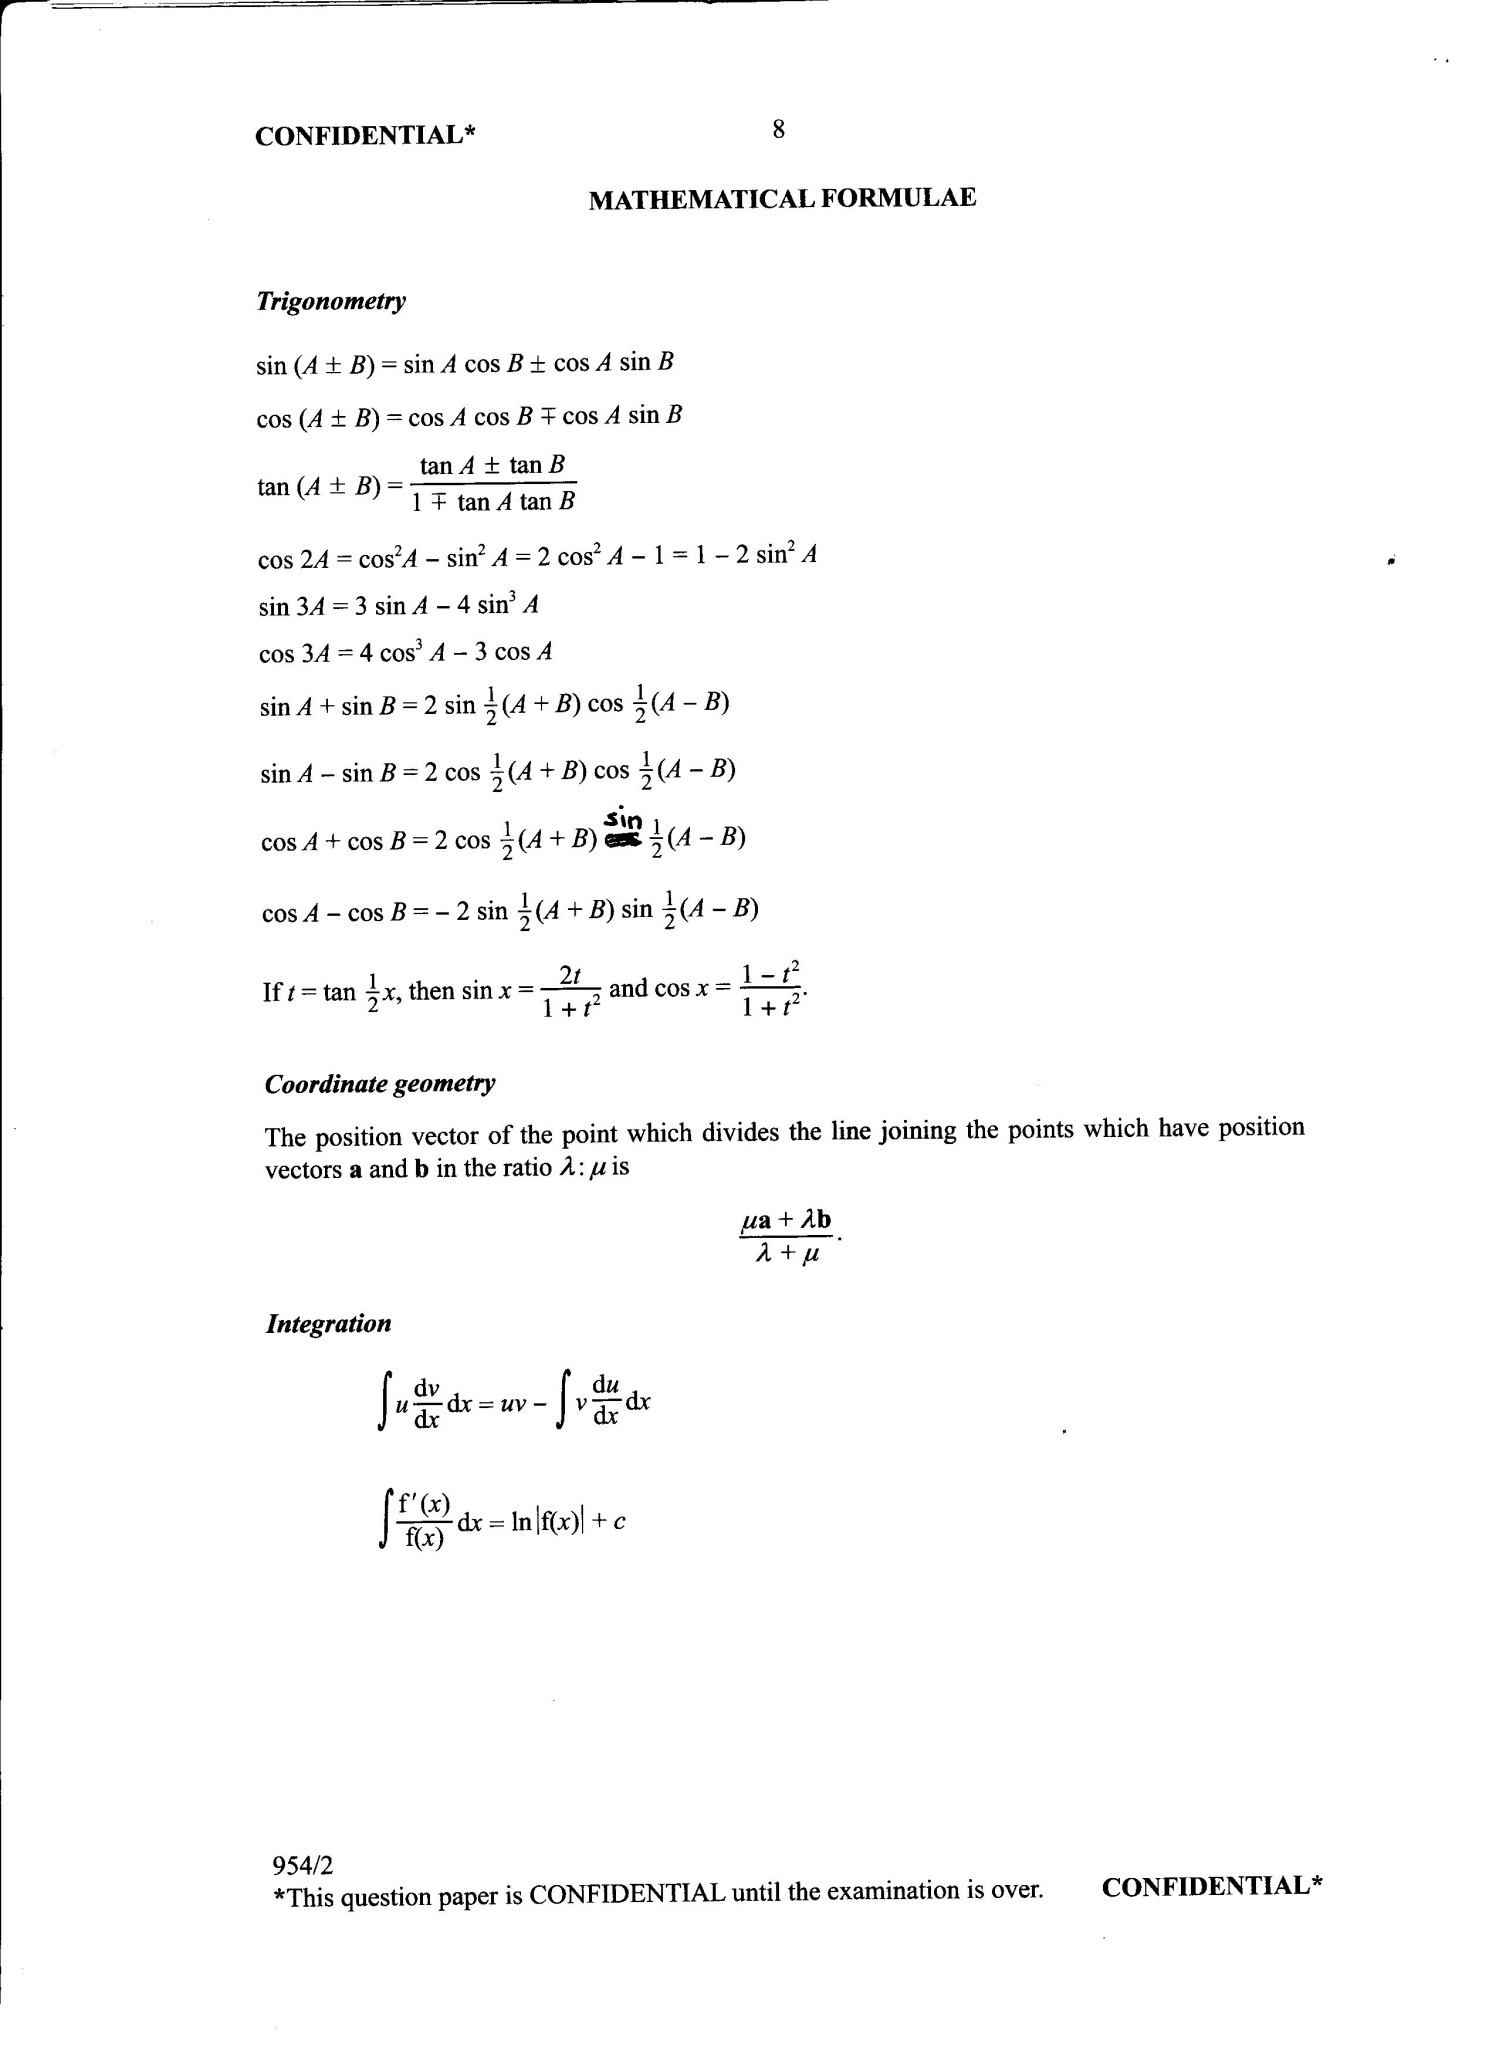 CONFIDENTIAL* 8
MATHEMATICAL FORMULAE
Trigonometry
sin (A ± B) = sin A cos B ± cos A sin B
cos (A ± B) = cos A cos B ∓ cos A sin B
tan (A ± B) = (tan A ± tan B) / (1 ∓ tan A tan B)
cos 2A = cos²A – sin² A = 2 cos² A – 1 = 1 – 2 sin² A
sin 3A = 3 sin A – 4 sin³ A
cos 3A = 4 cos³ A – 3 cos A
sin A + sin B = 2 sin ½(A + B) cos ½(A – B)
sin A – sin B = 2 cos ½(A + B) cos ½(A – B)
cos A + cos B = 2 cos ½(A + B) sin ½(A – B)
cos A – cos B = – 2 sin ½(A + B) sin ½(A – B)
If t = tan ½x, then sin x = 2t / (1 + t²) and cos x = (1 – t²) / (1 + t²).
Coordinate geometry
The position vector of the point which divides the line joining the points which have position
vectors a and b in the ratio λ : μ is
(μa + λb) / (λ + μ).
Integration
∫ u dv/dx dx = uv – ∫ v du/dx dx
∫ f′(x)/f(x) dx = ln |f(x)| + c
954/2
*This question paper is CONFIDENTIAL until the examination is over. CONFIDENTIAL*